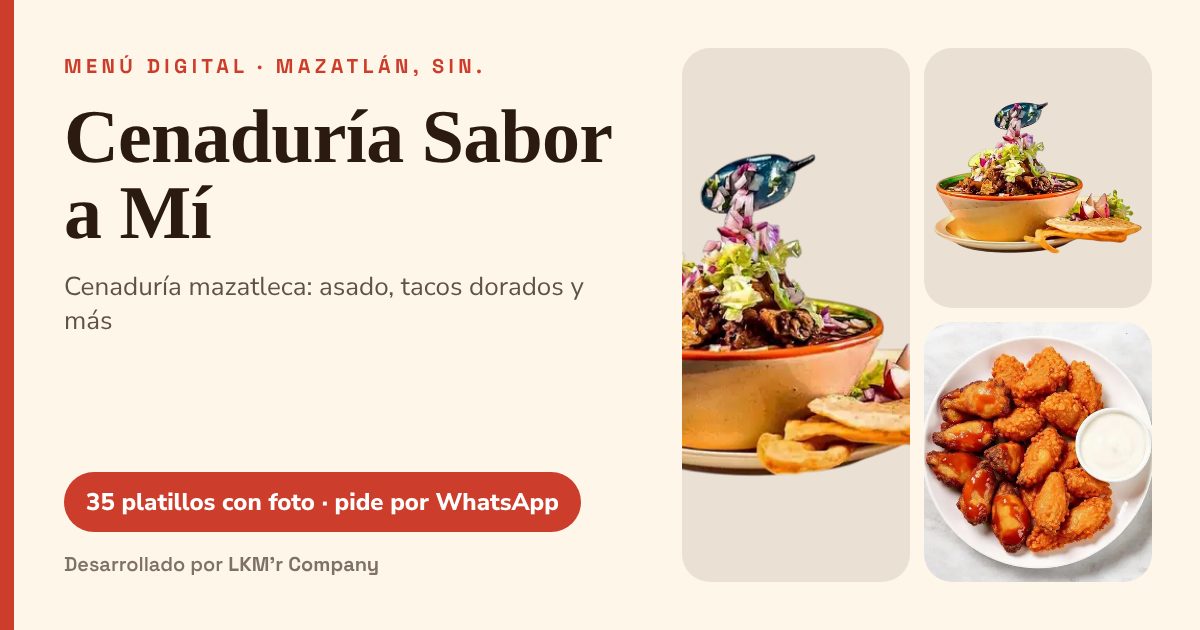 MENÚ DIGITAL · MAZATLÁN, SIN.
Cenaduría Sabor
a Mí
Cenaduría mazatleca: asado, tacos dorados y
más
35 platillos con foto · pide por WhatsApp
Desarrollado por LKM’r Company